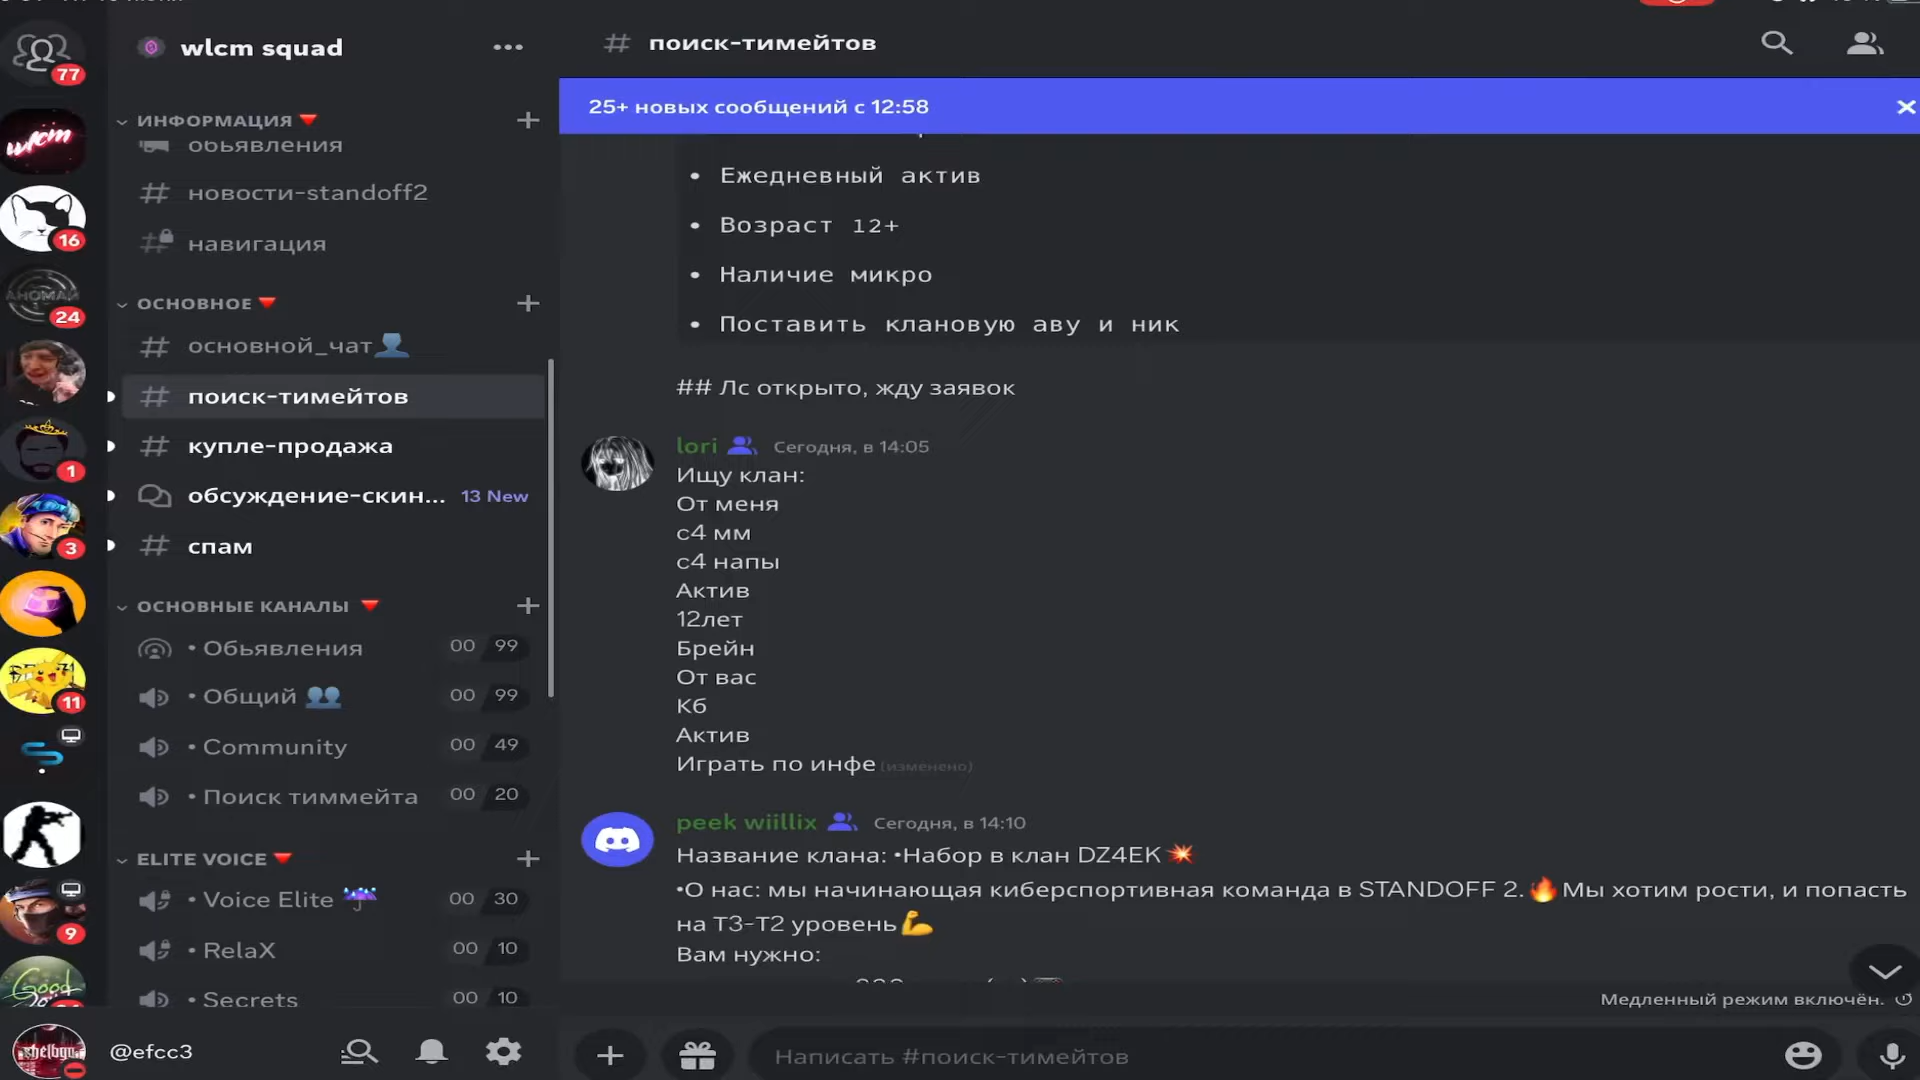 77
wlcm
16
АНОМАЛ
24
1
3
11
9
Good
wlcm squad
ИНФОРМАЦИЯ
обьявления
# новости-standoff2
# навигация
ОСНОВНОЕ
# основной_чат
# поиск-тимейтов
# купле-продажа
обсуждение-скин... 13 New
# спам
ОСНОВНЫЕ КАНАЛЫ
• Обьявления 00 99
• Общий 👥 00 99
• Community 00 49
• Поиск тиммейта 00 20
ELITE VOICE
• Voice Elite ☔ 00 30
• RelaX 00 10
• Secrets 00 10
@efcc3
# поиск-тимейтов
25+ новых сообщений с 12:58
• Ежедневный актив
• Возраст 12+
• Наличие микро
• Поставить клановую аву и ник
## Лс открыто, жду заявок
lori Сегодня, в 14:05
Ищу клан:
От меня
с4 мм
с4 напы
Актив
12лет
Брейн
От вас
Кб
Актив
Играть по инфе (изменено)
peek wiillix Сегодня, в 14:10
Название клана: •Набор в клан DZ4EK💥
•О нас: мы начинающая киберспортивная команда в STANDOFF 2.🔥Мы хотим рости, и попасть
на Т3-Т2 уровень💪
Вам нужно:
Медленный режим включён.
Написать #поиск-тимейтов